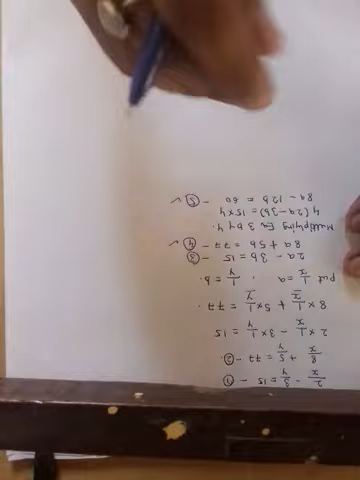 2/x - 3/y = 15 - ①
8/x + 5/y = 77 - ②
2 x 1/x - 3 x 1/y = 15
8 x 1/x + 5 x 1/y = 77.
Put 1/x = a , 1/y = b.
2a - 3b = 15 - ③
8a + 5b = 77 - ④
Multiplying Eq 3 by 4.
4(2a - 3b) = 15 x 4
8a - 12b = 60 - ⑤